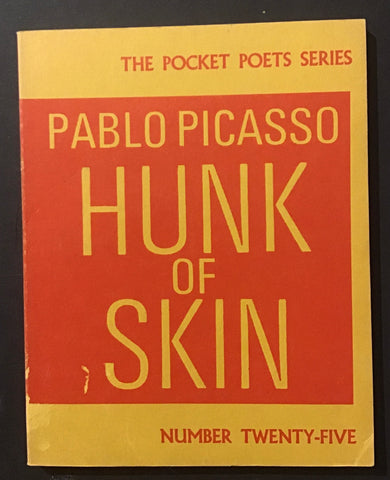 THE POCKET POETS SERIES
PABLO PICASSO
HUNK
OF
SKIN
NUMBER TWENTY-FIVE